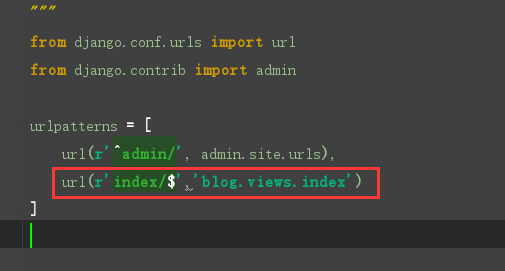 """
from django.conf.urls import url
from django.contrib import admin
urlpatterns = [
url(r'^admin/', admin.site.urls),
url(r'index/$','blog.views.index')
]